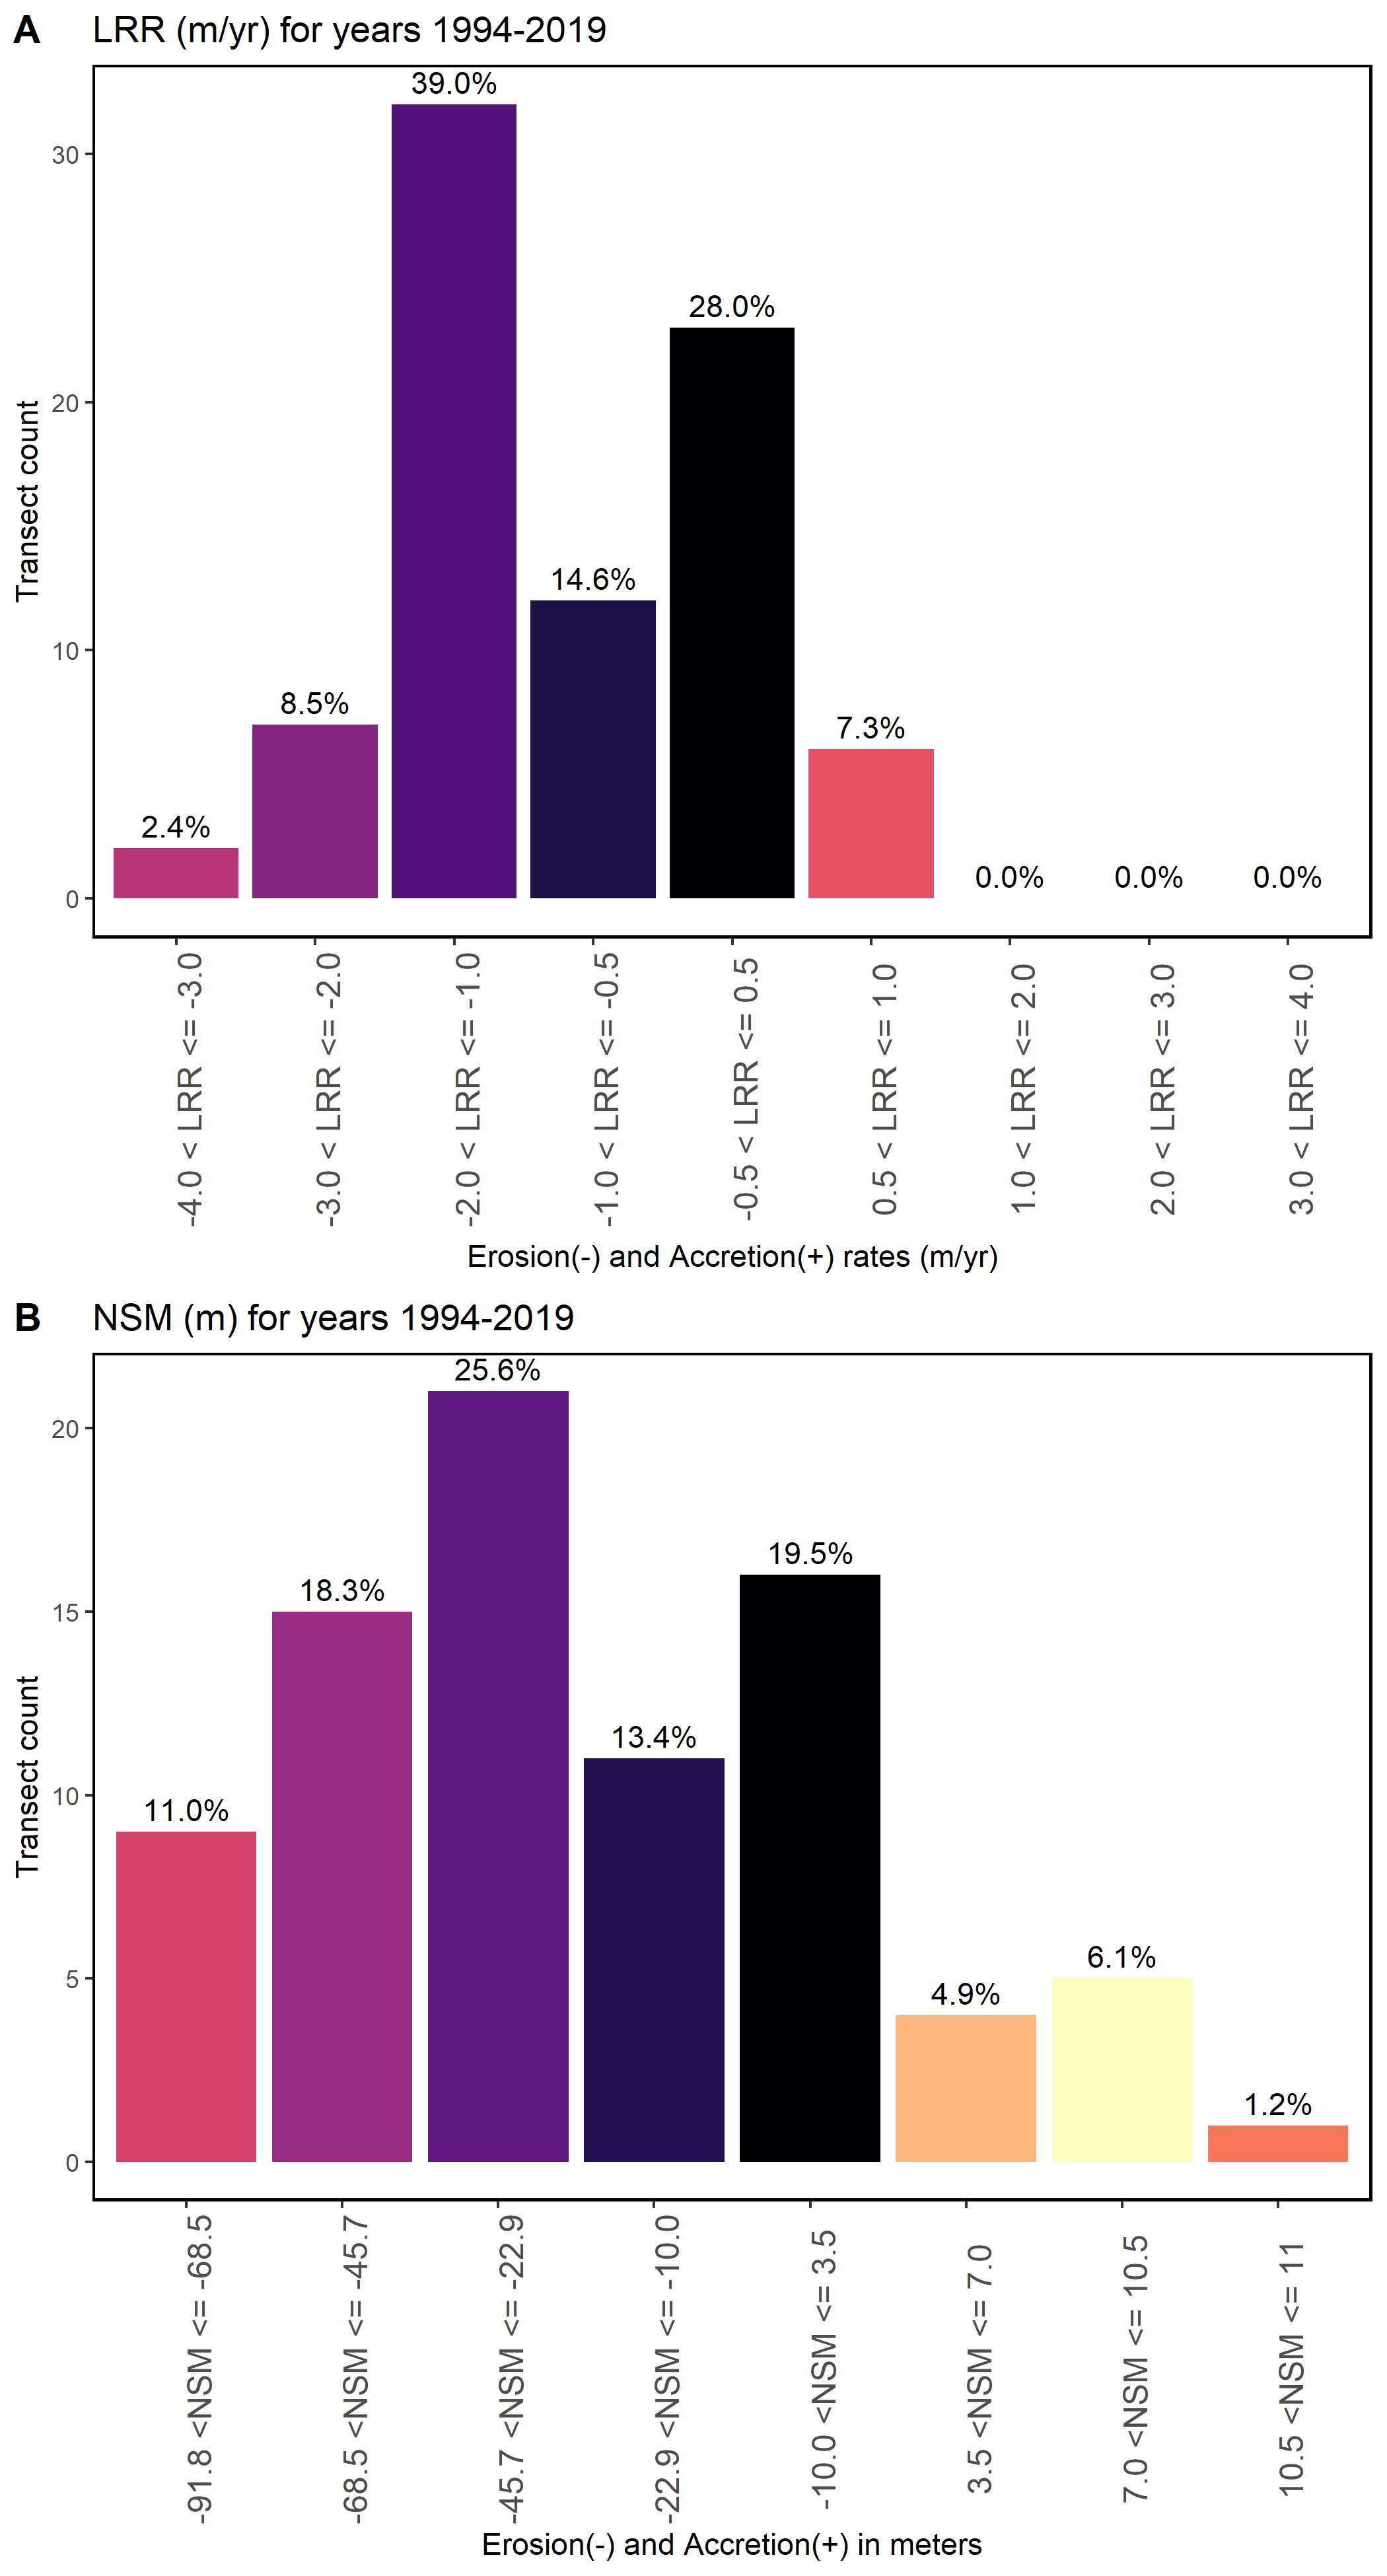 A LRR (m/yr) for years 1994-2019
39.0%
30
28.0%
20
14.6%
10
8.5%
7.3%
2.4%
0.0% 0.0% 0.0%
0
Transect count
-4.0 < LRR <= -3.0
-3.0 < LRR <= -2.0
-2.0 < LRR <= -1.0
-1.0 < LRR <= -0.5
-0.5 < LRR <= 0.5
0.5 < LRR <= 1.0
1.0 < LRR <= 2.0
2.0 < LRR <= 3.0
3.0 < LRR <= 4.0
Erosion(-) and Accretion(+) rates (m/yr)
B NSM (m) for years 1994-2019
25.6%
20
19.5%
18.3%
15
13.4%
10
11.0%
6.1%
5
4.9%
1.2%
0
Transect count
-91.8 <NSM <= -68.5
-68.5 <NSM <= -45.7
-45.7 <NSM <= -22.9
-22.9 <NSM <= -10.0
-10.0 <NSM <= 3.5
3.5 <NSM <= 7.0
7.0 <NSM <= 10.5
10.5 <NSM <= 11
Erosion(-) and Accretion(+) in meters